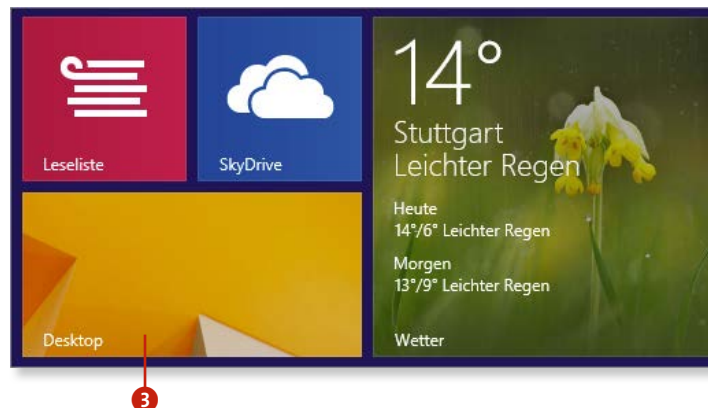 Leseliste
SkyDrive
Desktop
14°
Stuttgart
Leichter Regen
Heute
14°/6° Leichter Regen
Morgen
13°/9° Leichter Regen
Wetter
3